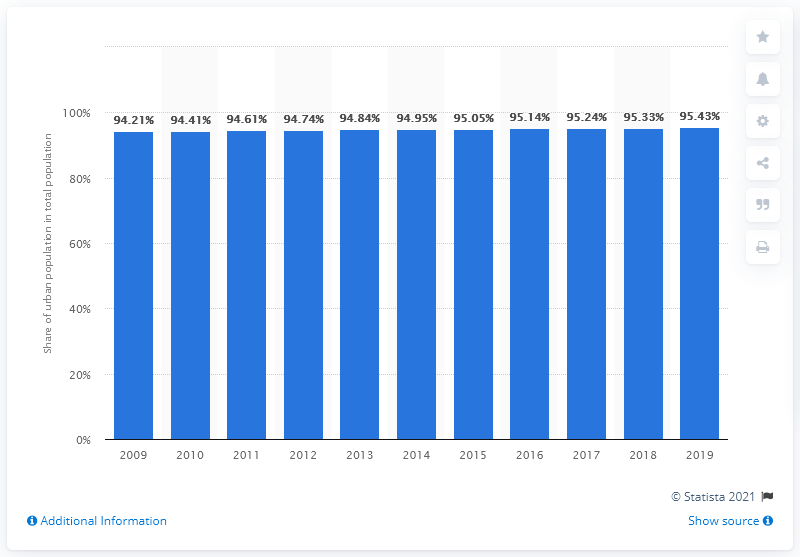 Share of urban population in total population
100%
80%
60%
40%
20%
0%
94.21% 94.41% 94.61% 94.74% 94.84% 94.95% 95.05% 95.14% 95.24% 95.33% 95.43%
2009 2010 2011 2012 2013 2014 2015 2016 2017 2018 2019
© Statista 2021
Additional Information
Show source